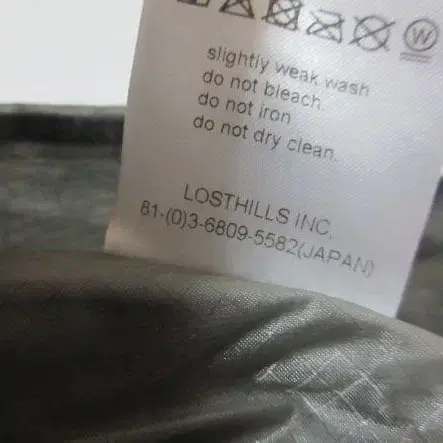 W
slightly weak wash
do not bleach.
do not iron.
do not dry clean.
LOSTHILLS INC.
81-(0)3-6809-5582(JAPAN)